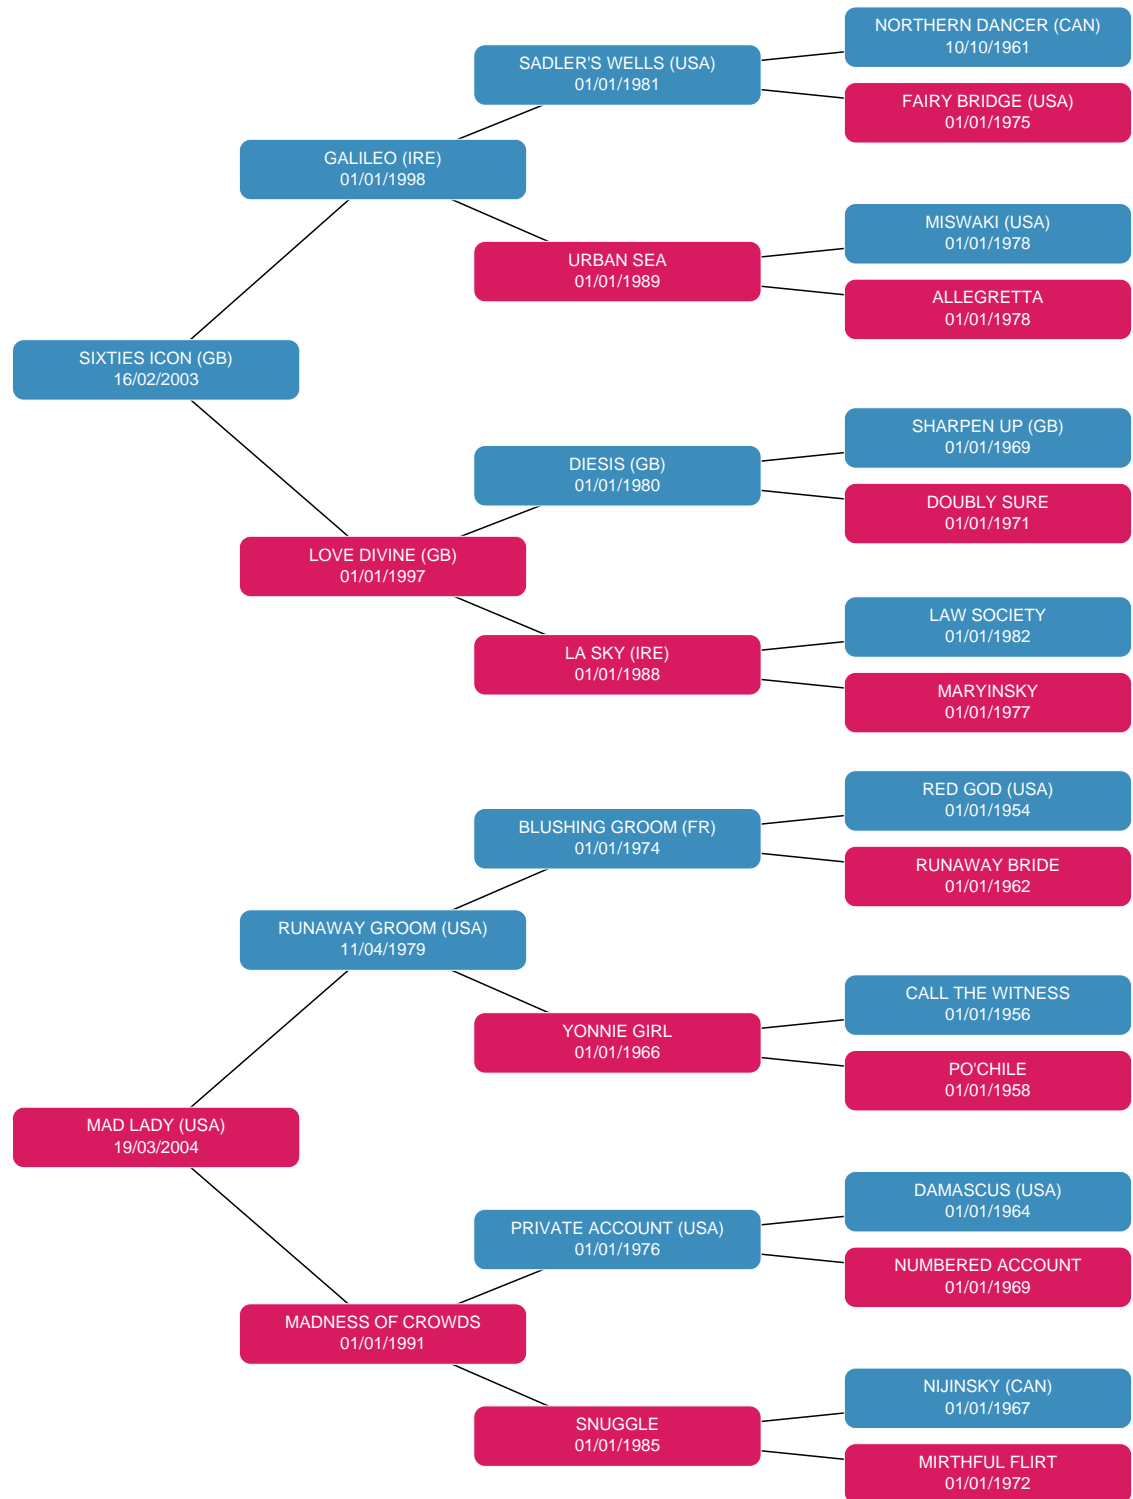 NORTHERN DANCER (CAN)
10/10/1961
SADLER'S WELLS (USA)
01/01/1981
FAIRY BRIDGE (USA)
01/01/1975
GALILEO (IRE)
01/01/1998
MISWAKI (USA)
01/01/1978
URBAN SEA
01/01/1989
ALLEGRETTA
01/01/1978
SIXTIES ICON (GB)
16/02/2003
SHARPEN UP (GB)
01/01/1969
DIESIS (GB)
01/01/1980
DOUBLY SURE
01/01/1971
LOVE DIVINE (GB)
01/01/1997
LAW SOCIETY
01/01/1982
LA SKY (IRE)
01/01/1988
MARYINSKY
01/01/1977
RED GOD (USA)
01/01/1954
BLUSHING GROOM (FR)
01/01/1974
RUNAWAY BRIDE
01/01/1962
RUNAWAY GROOM (USA)
11/04/1979
CALL THE WITNESS
01/01/1956
YONNIE GIRL
01/01/1966
PO'CHILE
01/01/1958
MAD LADY (USA)
19/03/2004
DAMASCUS (USA)
01/01/1964
PRIVATE ACCOUNT (USA)
01/01/1976
NUMBERED ACCOUNT
01/01/1969
MADNESS OF CROWDS
01/01/1991
NIJINSKY (CAN)
01/01/1967
SNUGGLE
01/01/1985
MIRTHFUL FLIRT
01/01/1972